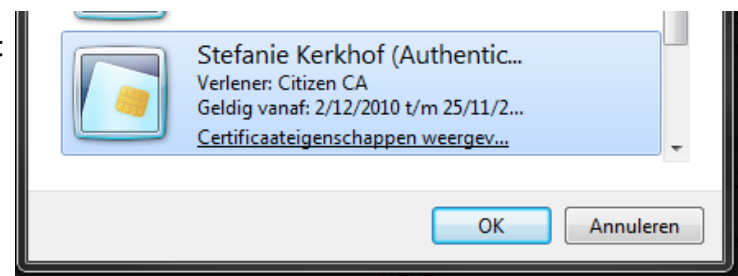 :
Stefanie Kerkhof (Authentic...
Verlener: Citizen CA
Geldig vanaf: 2/12/2010 t/m 25/11/2...
Certificaateigenschappen weergev...
OK
Annuleren